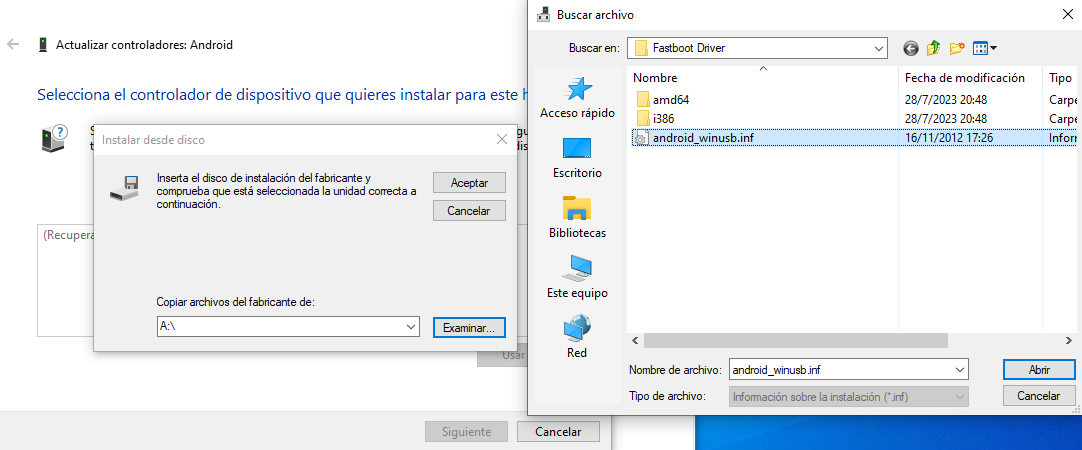 Actualizar controladores: Android
Selecciona el controlador de dispositivo que quieres instalar para este
Instalar desde disco
Inserta el disco de instalación del fabricante y
comprueba que está seleccionada la unidad correcta a
continuación.
Aceptar
Cancelar
(Recupera
Copiar archivos del fabricante de:
A:\
Examinar...
Usar
Siguiente
Cancelar
Buscar archivo
Buscar en:
Fastboot Driver
Acceso rápido
Escritorio
Bibliotecas
Este equipo
Red
Nombre Fecha de modificación Tipo
amd64 28/7/2023 20:48 Carpe
i386 28/7/2023 20:48 Carpe
android_winusb.inf 16/11/2012 17:26 Inforr
Nombre de archivo: android_winusb.inf Abrir
Tipo de archivo: Información sobre la instalación (*.inf) Cancelar